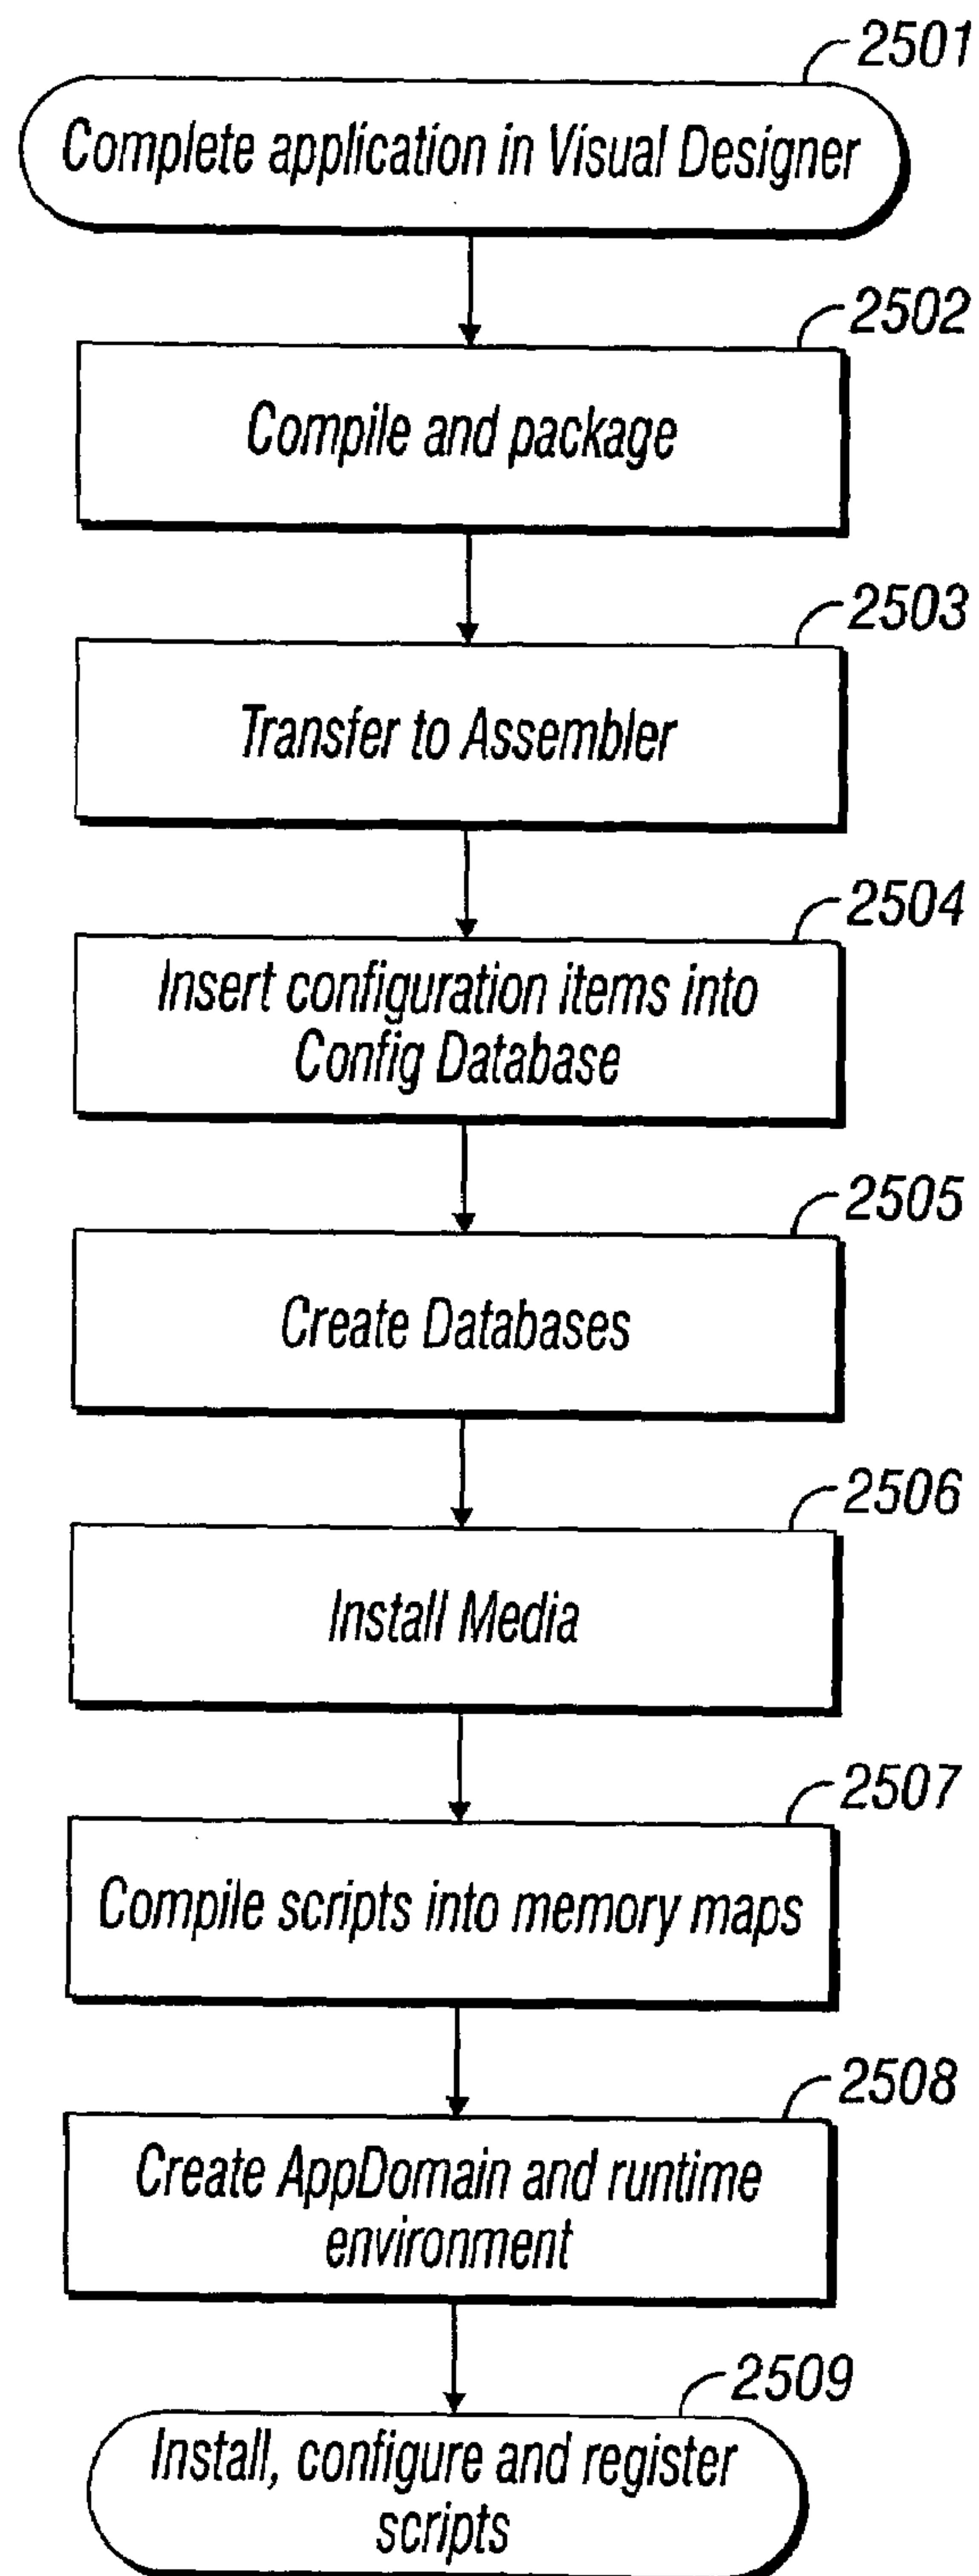 2501
Complete application in Visual Designer
2502
Compile and package
2503
Transfer to Assembler
2504
Insert configuration items into
Config Database
2505
Create Databases
2506
Install Media
2507
Compile scripts into memory maps
2508
Create AppDomain and runtime
environment
2509
Install, configure and register
scripts